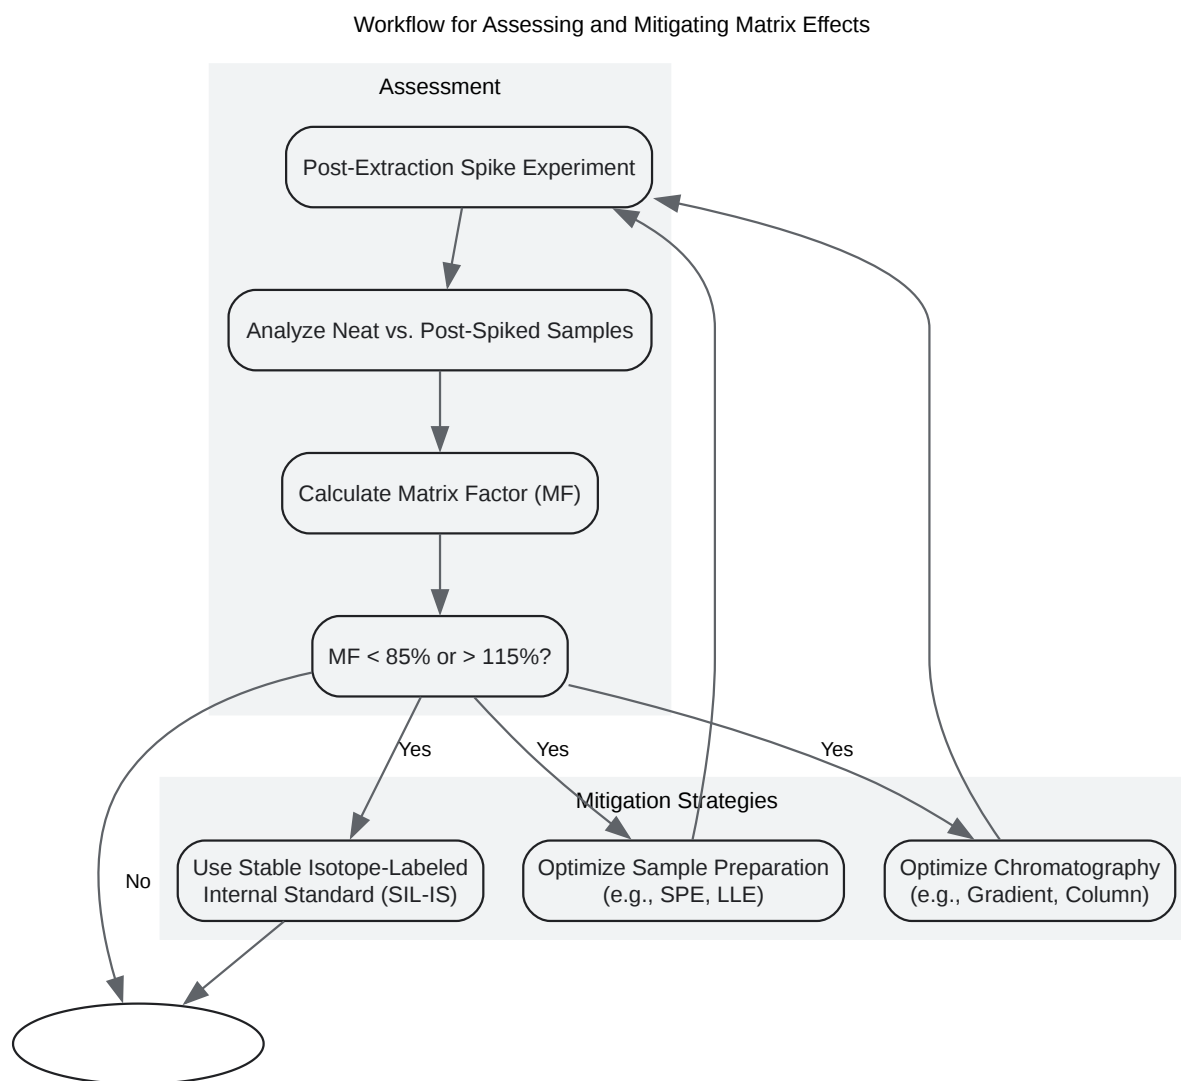 Workflow for Assessing and Mitigating Matrix Effects
Assessment
Post-Extraction Spike Experiment
Analyze Neat vs. Post-Spiked Samples
Calculate Matrix Factor (MF)
MF < 85% or > 115%?
Yes
Yes
Yes
Mitigation Strategies
Use Stable Isotope-Labeled
Internal Standard (SIL-IS)
Optimize Sample Preparation
(e.g., SPE, LLE)
Optimize Chromatography
(e.g., Gradient, Column)
No